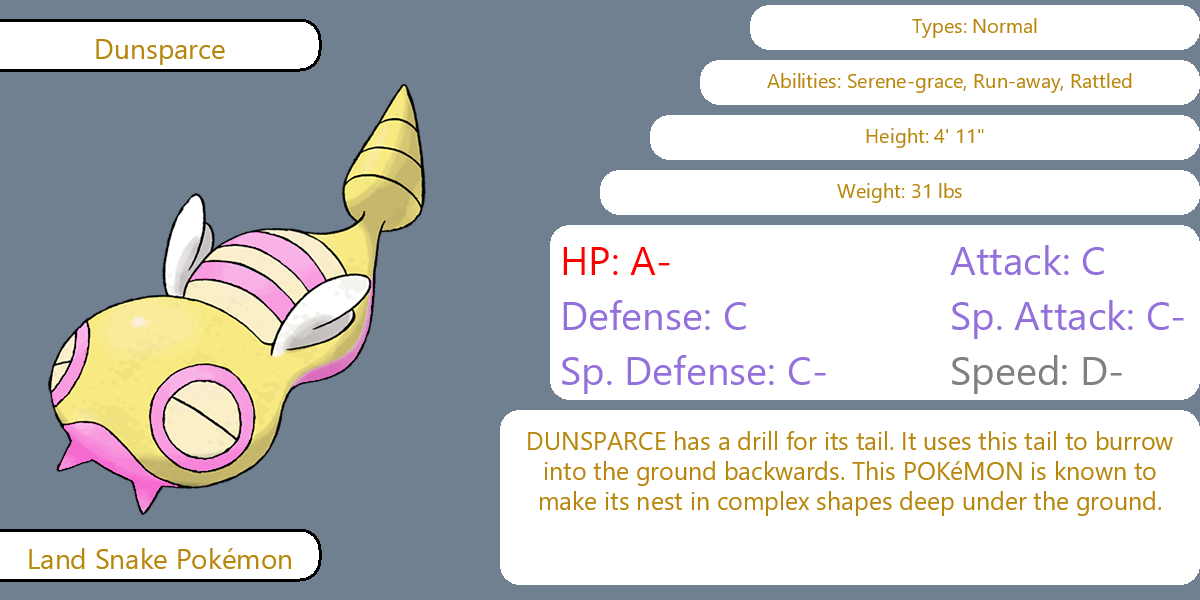 Dunsparce
Types: Normal
Abilities: Serene-grace, Run-away, Rattled
Height: 4' 11"
Weight: 31 lbs
HP: A-
Attack: C
Defense: C
Sp. Attack: C-
Sp. Defense: C-
Speed: D-
DUNSPARCE has a drill for its tail. It uses this tail to burrow
into the ground backwards. This POKéMON is known to
make its nest in complex shapes deep under the ground.
Land Snake Pokémon